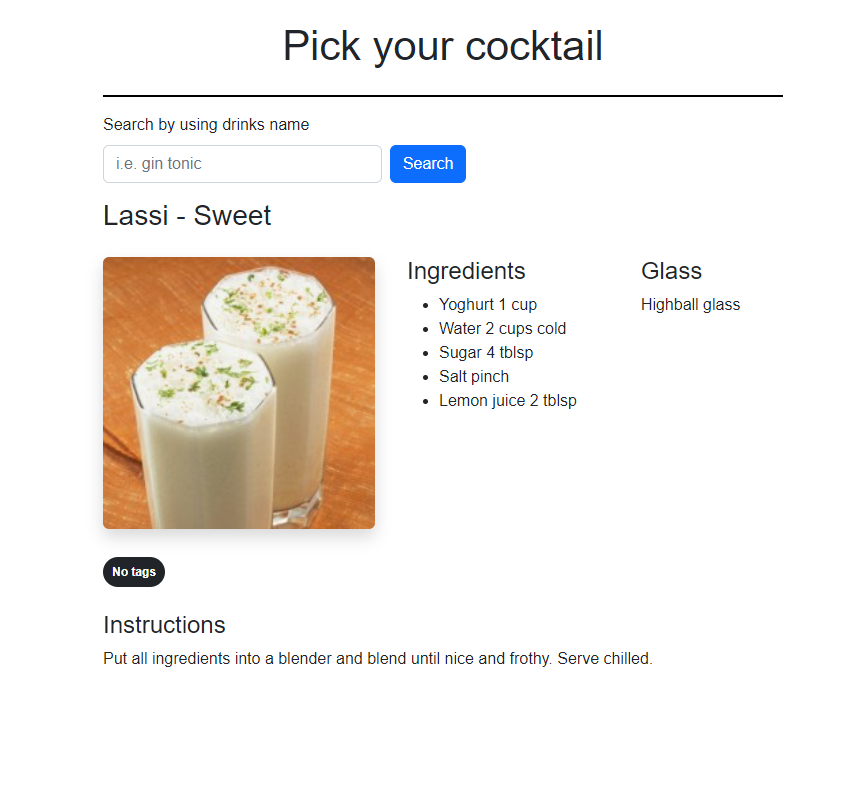 Pick your cocktail
Search by using drinks name
i.e. gin tonic
Search
Lassi - Sweet
Ingredients
Yoghurt 1 cup
Water 2 cups cold
Sugar 4 tblsp
Salt pinch
Lemon juice 2 tblsp
Glass
Highball glass
No tags
Instructions
Put all ingredients into a blender and blend until nice and frothy. Serve chilled.